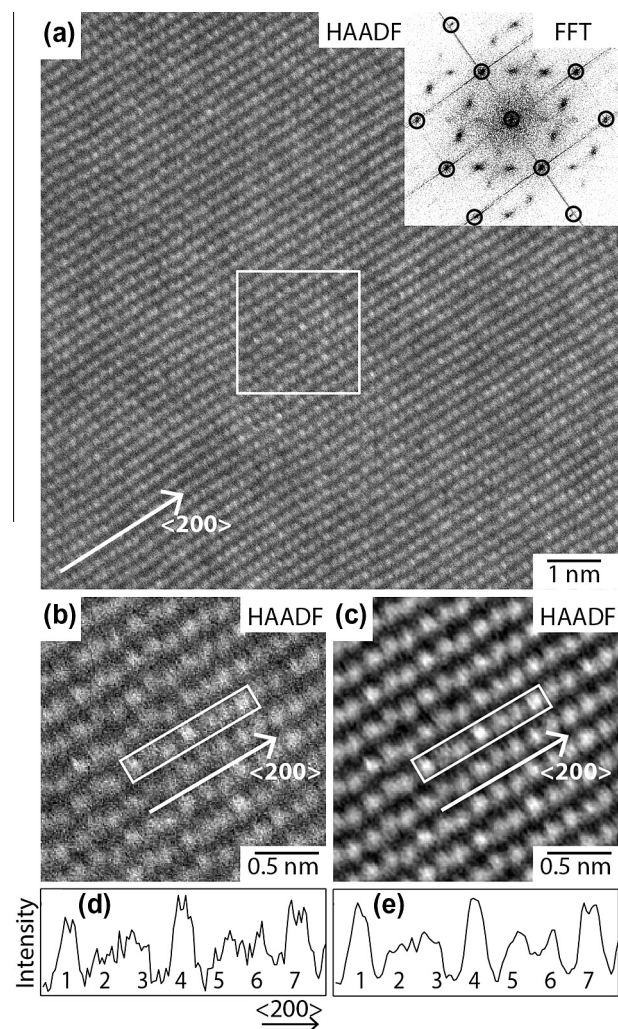 (a) HAADF FFT
<200>
1 nm
(b) HAADF (c) HAADF
<200> <200>
0.5 nm 0.5 nm
Intensity (d) (e)
1 2 3 4 5 6 7 1 2 3 4 5 6 7
<200>